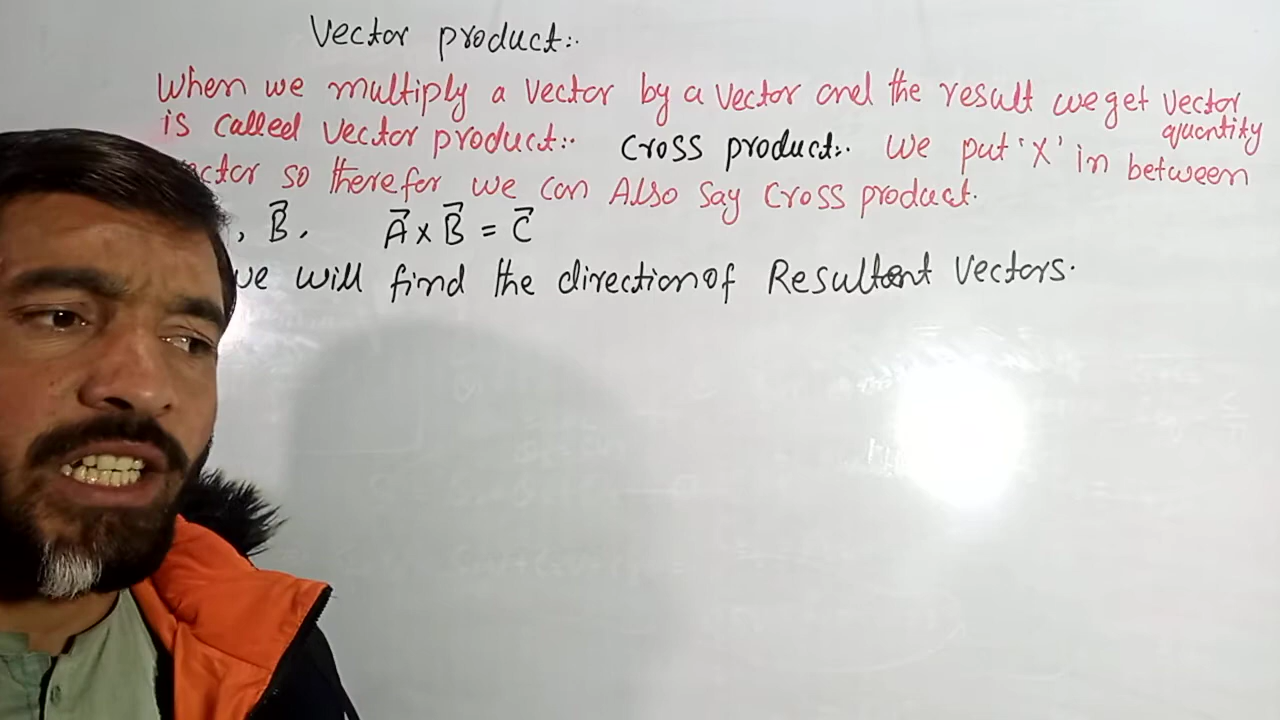 Vector product:.
When we multiply a vector by a vector and the result we get vector quantity
is called vector product:. Cross product:. We put 'X' in between
so therefor we can Also Say Cross product.
, B⃗. A⃗ x B⃗ = C⃗
we will find the direction of Resultant Vectors.